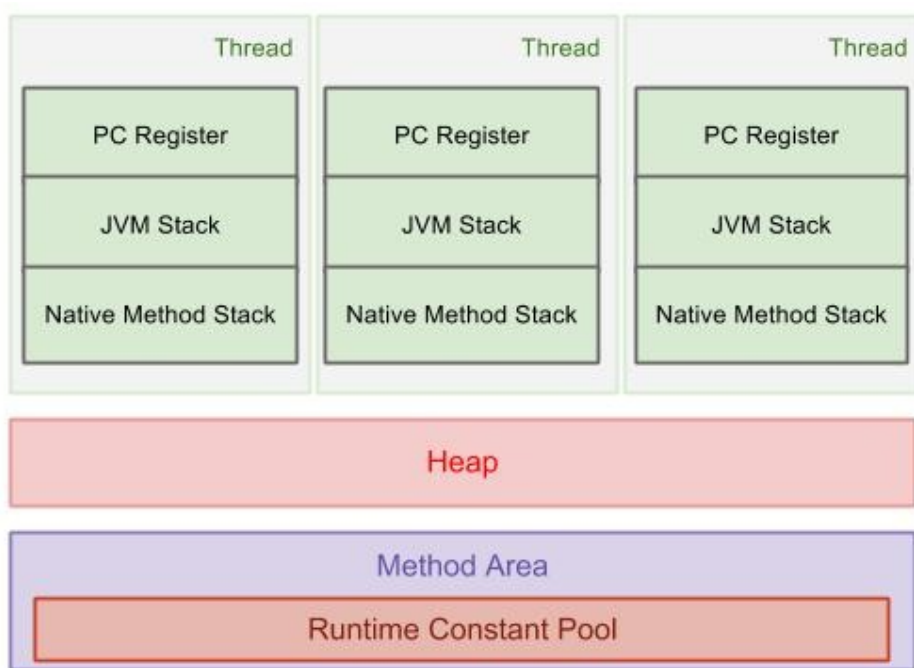 Thread
Thread
Thread
PC Register
PC Register
PC Register
JVM Stack
JVM Stack
JVM Stack
Native Method Stack
Native Method Stack
Native Method Stack
Heap
Method Area
Runtime Constant Pool